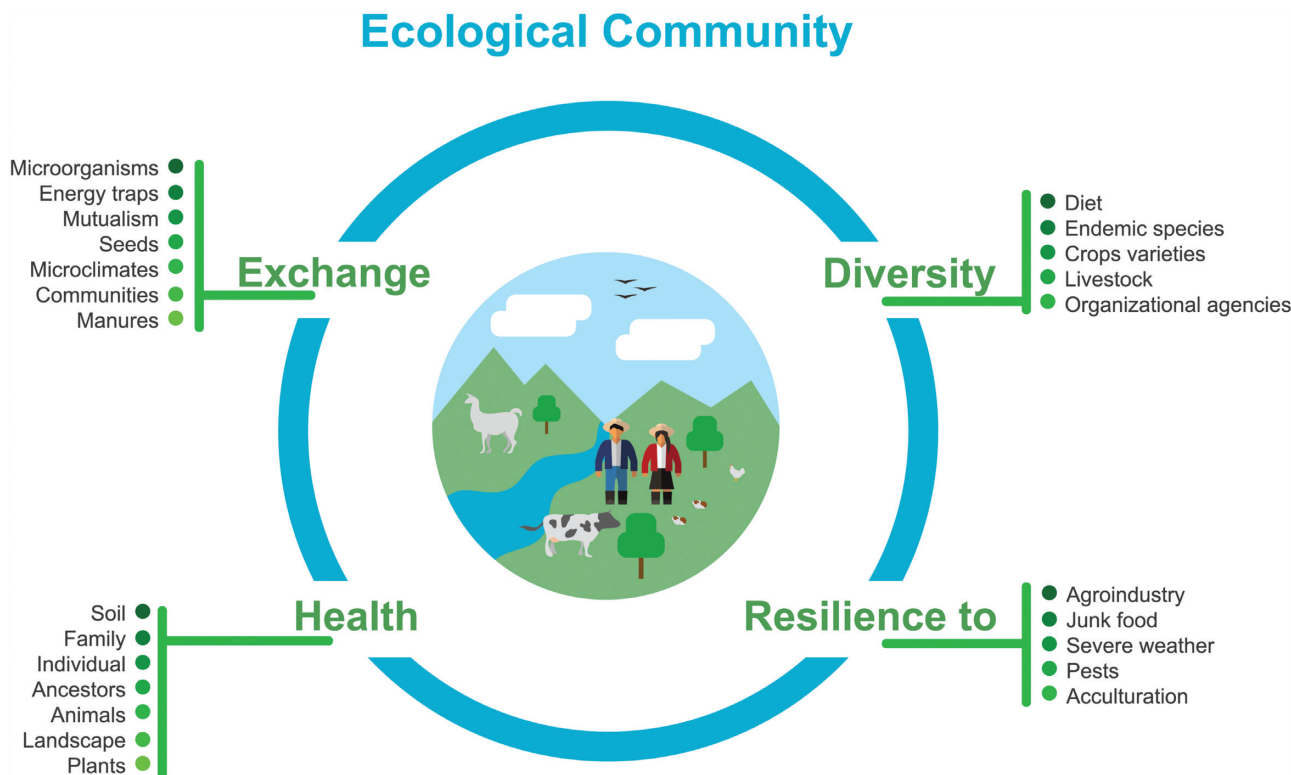 Ecological Community
Microorganisms
Energy traps
Mutualism
Seeds
Microclimates
Communities
Manures
Exchange
Diversity
Diet
Endemic species
Crops varieties
Livestock
Organizational agencies
Soil
Family
Individual
Ancestors
Animals
Landscape
Plants
Health
Resilience to
Agroindustry
Junk food
Severe weather
Pests
Acculturation